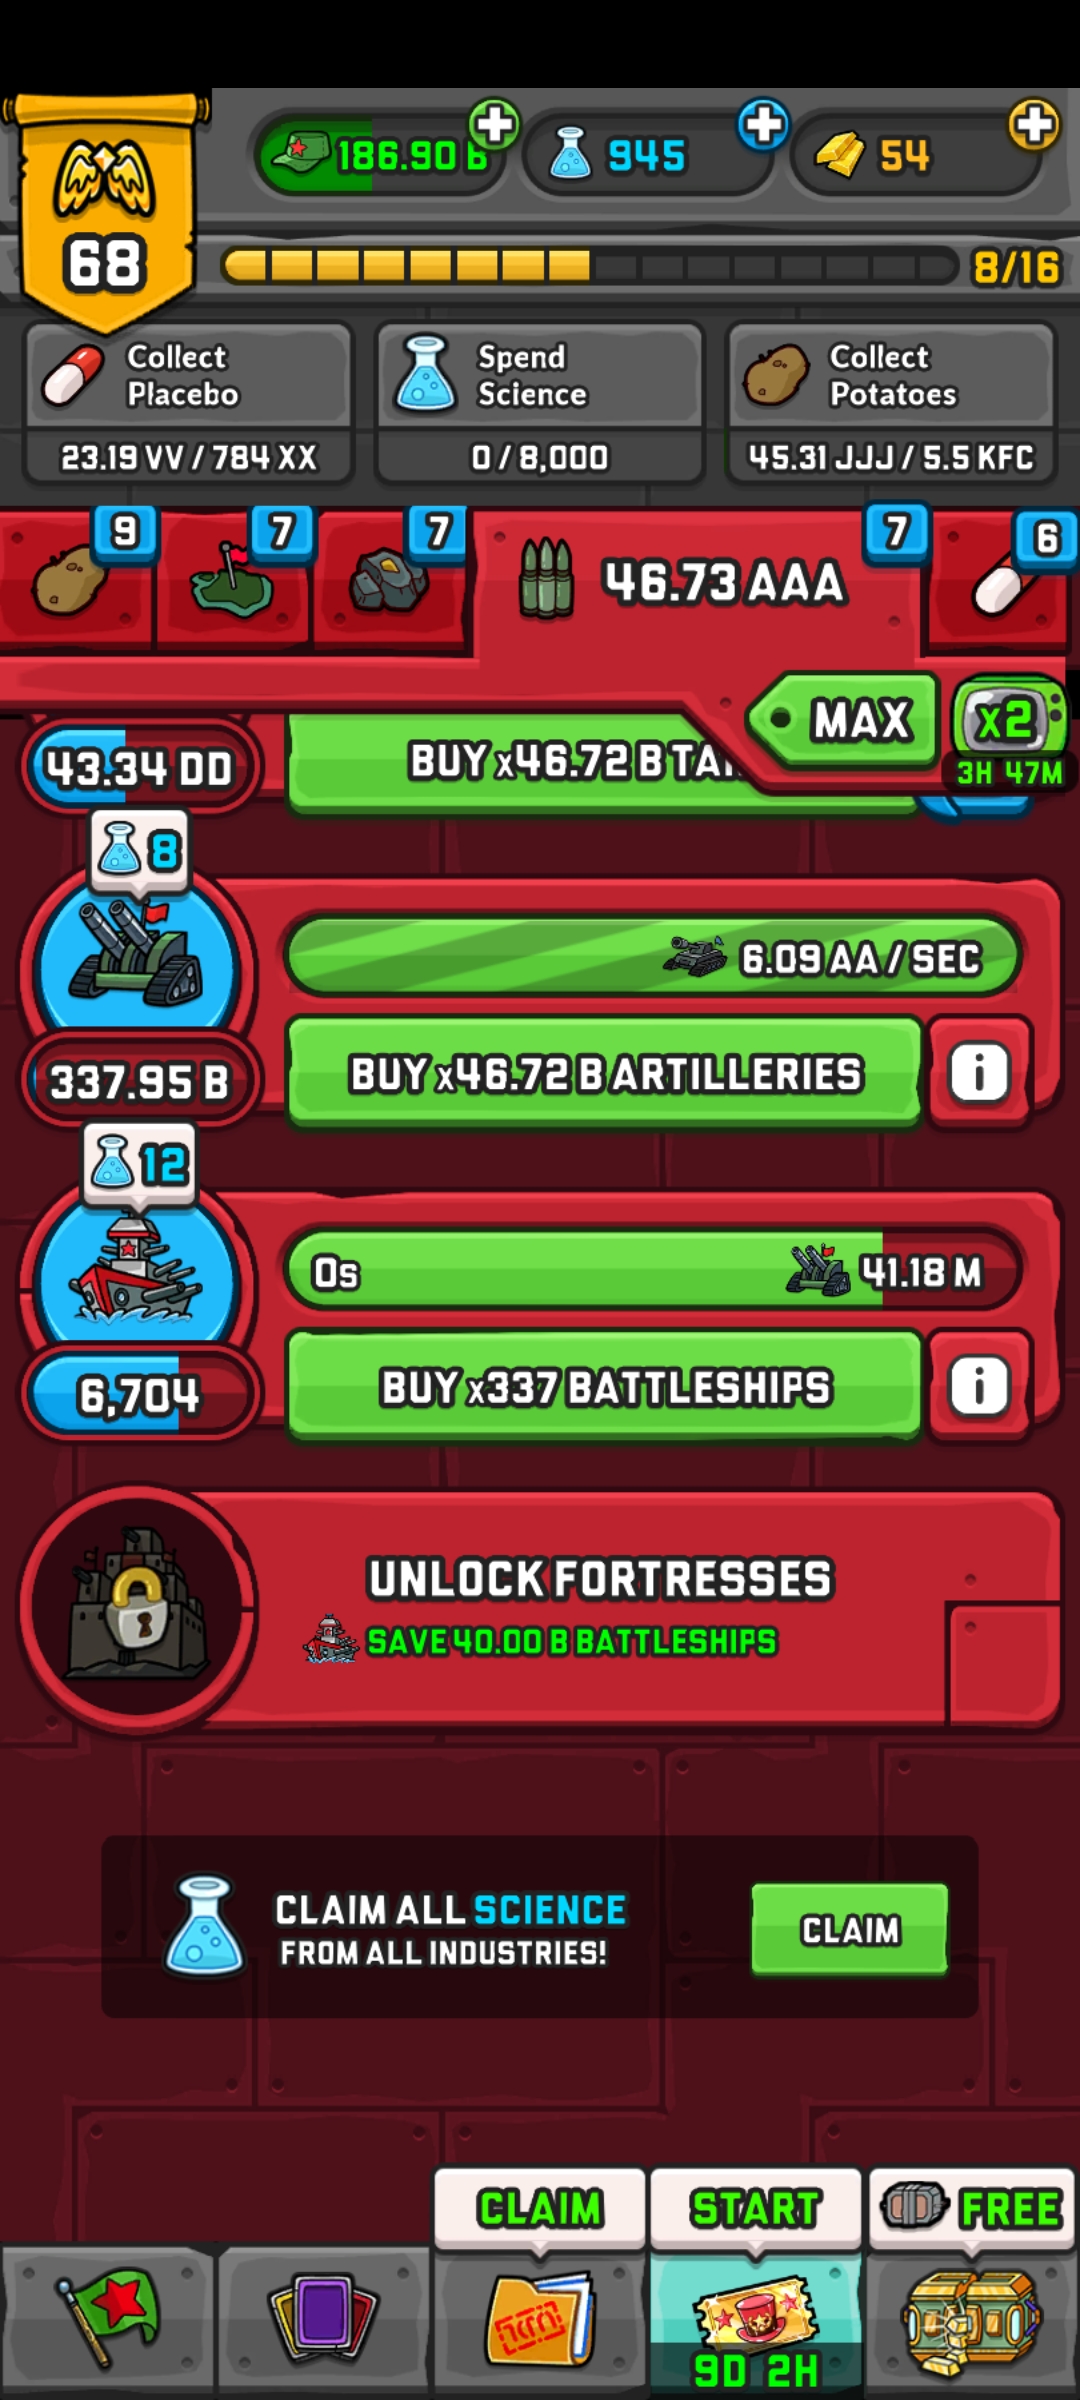 186.90 B
945
54
68
8/16
Collect
Placebo
23.19 VV / 784 XX
Spend
Science
0 / 8,000
Collect
Potatoes
45.31 JJJ / 5.5 KFC
9
7
7
46.73 AAA
7
6
MAX
x2
3H 47M
43.34 DD
BUY x46.72 B TA
8
6.09 AA / SEC
337.95 B
BUY x46.72 B ARTILLERIES
i
12
0s
41.18 M
6,704
BUY x337 BATTLESHIPS
i
UNLOCK FORTRESSES
SAVE 40.00 B BATTLESHIPS
CLAIM ALL SCIENCE
FROM ALL INDUSTRIES!
CLAIM
CLAIM
START
FREE
9D 2H